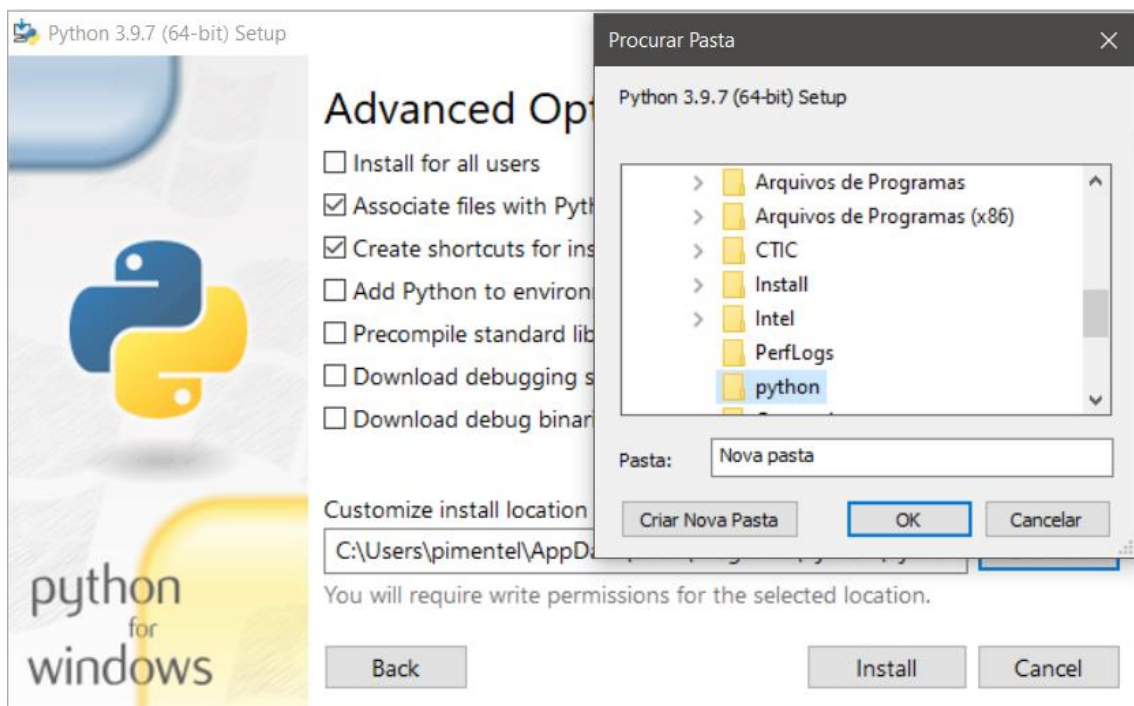 Python 3.9.7 (64-bit) Setup
Advanced Opt
Install for all users
Associate files with Pyth
Create shortcuts for ins
Add Python to environ
Precompile standard lib
Download debugging s
Download debug binari
Customize install location
C:\Users\pimentel\AppDa
You will require write permissions for the selected location.
Back
Install
Cancel
python
for
windows
Procurar Pasta
Python 3.9.7 (64-bit) Setup
Arquivos de Programas
Arquivos de Programas (x86)
CTIC
Install
Intel
PerfLogs
python
Pasta:
Nova pasta
Criar Nova Pasta
OK
Cancelar